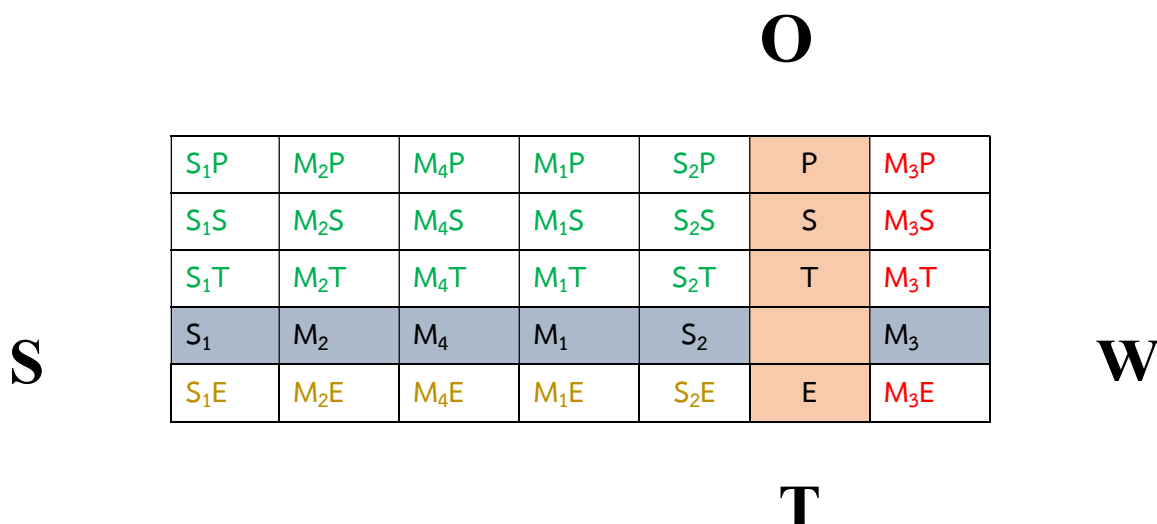 O
S₁P M₂P M₄P M₁P S₂P P M₃P
S₁S M₂S M₄S M₁S S₂S S M₃S
S₁T M₂T M₄T M₁T S₂T T M₃T
S₁ M₂ M₄ M₁ S₂ M₃
S W
S₁E M₂E M₄E M₁E S₂E E M₃E
T